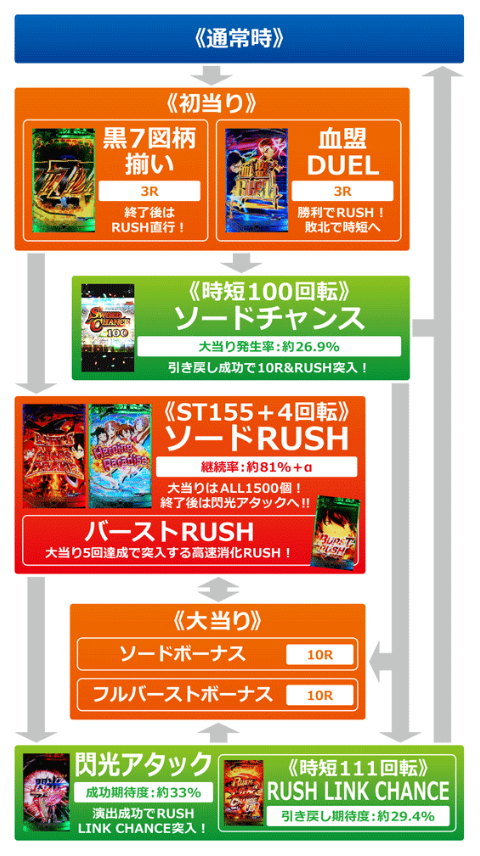 《通常時》
《初当り》
黒7図柄
揃い
3R
終了後は
RUSH直行！
血盟
DUEL
3R
勝利でRUSH！
敗北で時短へ
《時短100回転》
ソードチャンス
SWORD
CHANCE
100
大当り発生率：約26.9%
引き戻し成功で10R&RUSH突入！
《ST155＋4回転》
ソードRUSH
継続率：約81%＋α
大当りはALL1500個！
終了後は閃光アタックへ!!
バーストRUSH
大当り5回達成で突入する高速消化RUSH！
BURST
RUSH
《大当り》
ソードボーナス
10R
フルバーストボーナス
10R
閃光アタック
成功期待度：約33%
演出成功でRUSH
LINK CHANCE突入！
《時短111回転》
RUSH LINK CHANCE
引き戻し期待度：約29.4%